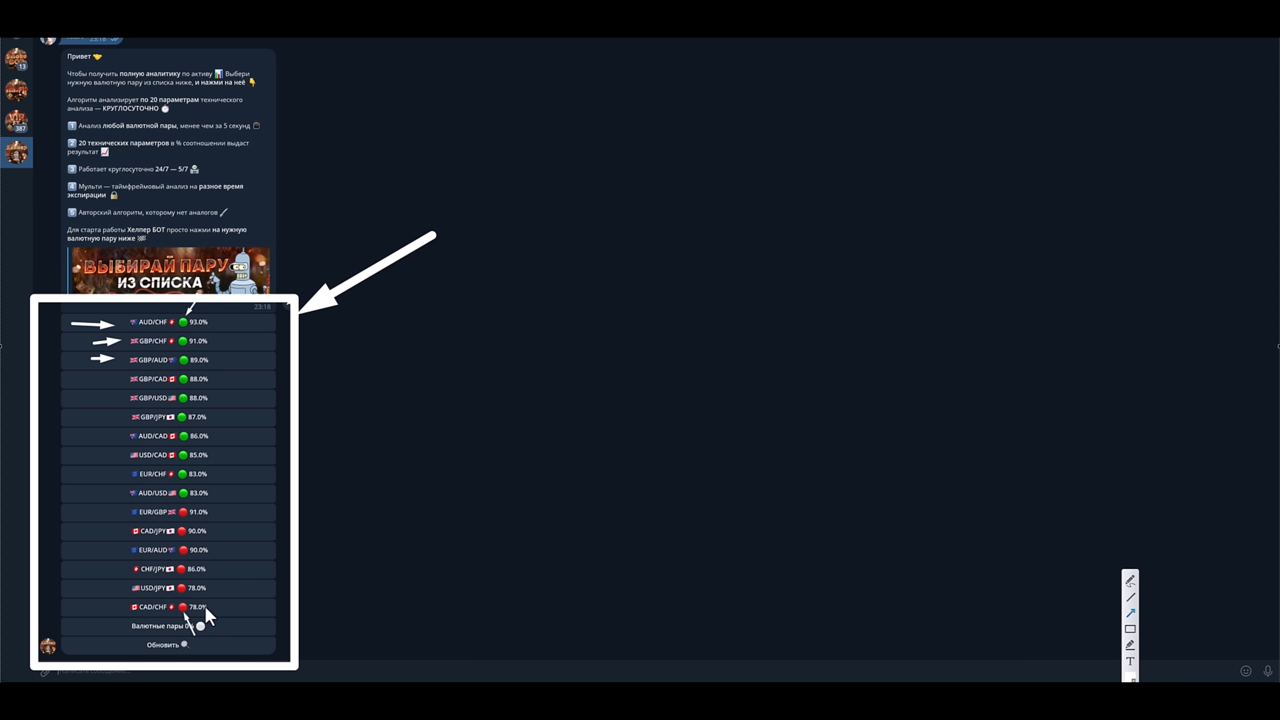 23:18
13
VIP
387
Привет
Чтобы получить полную аналитику по активу Выбери
нужную валютную пару из списка ниже, и нажми на неё
Алгоритм анализирует по 20 параметрам технического
анализа — КРУГЛОСУТОЧНО
1 Анализ любой валютной пары, менее чем за 5 секунд
2 20 технических параметров в % соотношении выдаст
результат
3 Работает круглосуточно 24/7 — 5/7
4 Мульти — таймфреймовый анализ на разное время
экспирации
5 Авторский алгоритм, которому нет аналогов
Для старта работы Хелпер БОТ просто нажми на нужную
валютную пару ниже
ВЫБИРАЙ ПАРУ
ИЗ СПИСКА
23:18
AUD/CHF 93.0%
GBP/CHF 91.0%
GBP/AUD 89.0%
GBP/CAD 88.0%
GBP/USD 88.0%
GBP/JPY 87.0%
AUD/CAD 86.0%
USD/CAD 85.0%
EUR/CHF 83.0%
AUD/USD 83.0%
EUR/GBP 91.0%
CAD/JPY 90.0%
EUR/AUD 90.0%
CHF/JPY 86.0%
USD/JPY 78.0%
CAD/CHF 78.0%
Валютные пары
Обновить
T